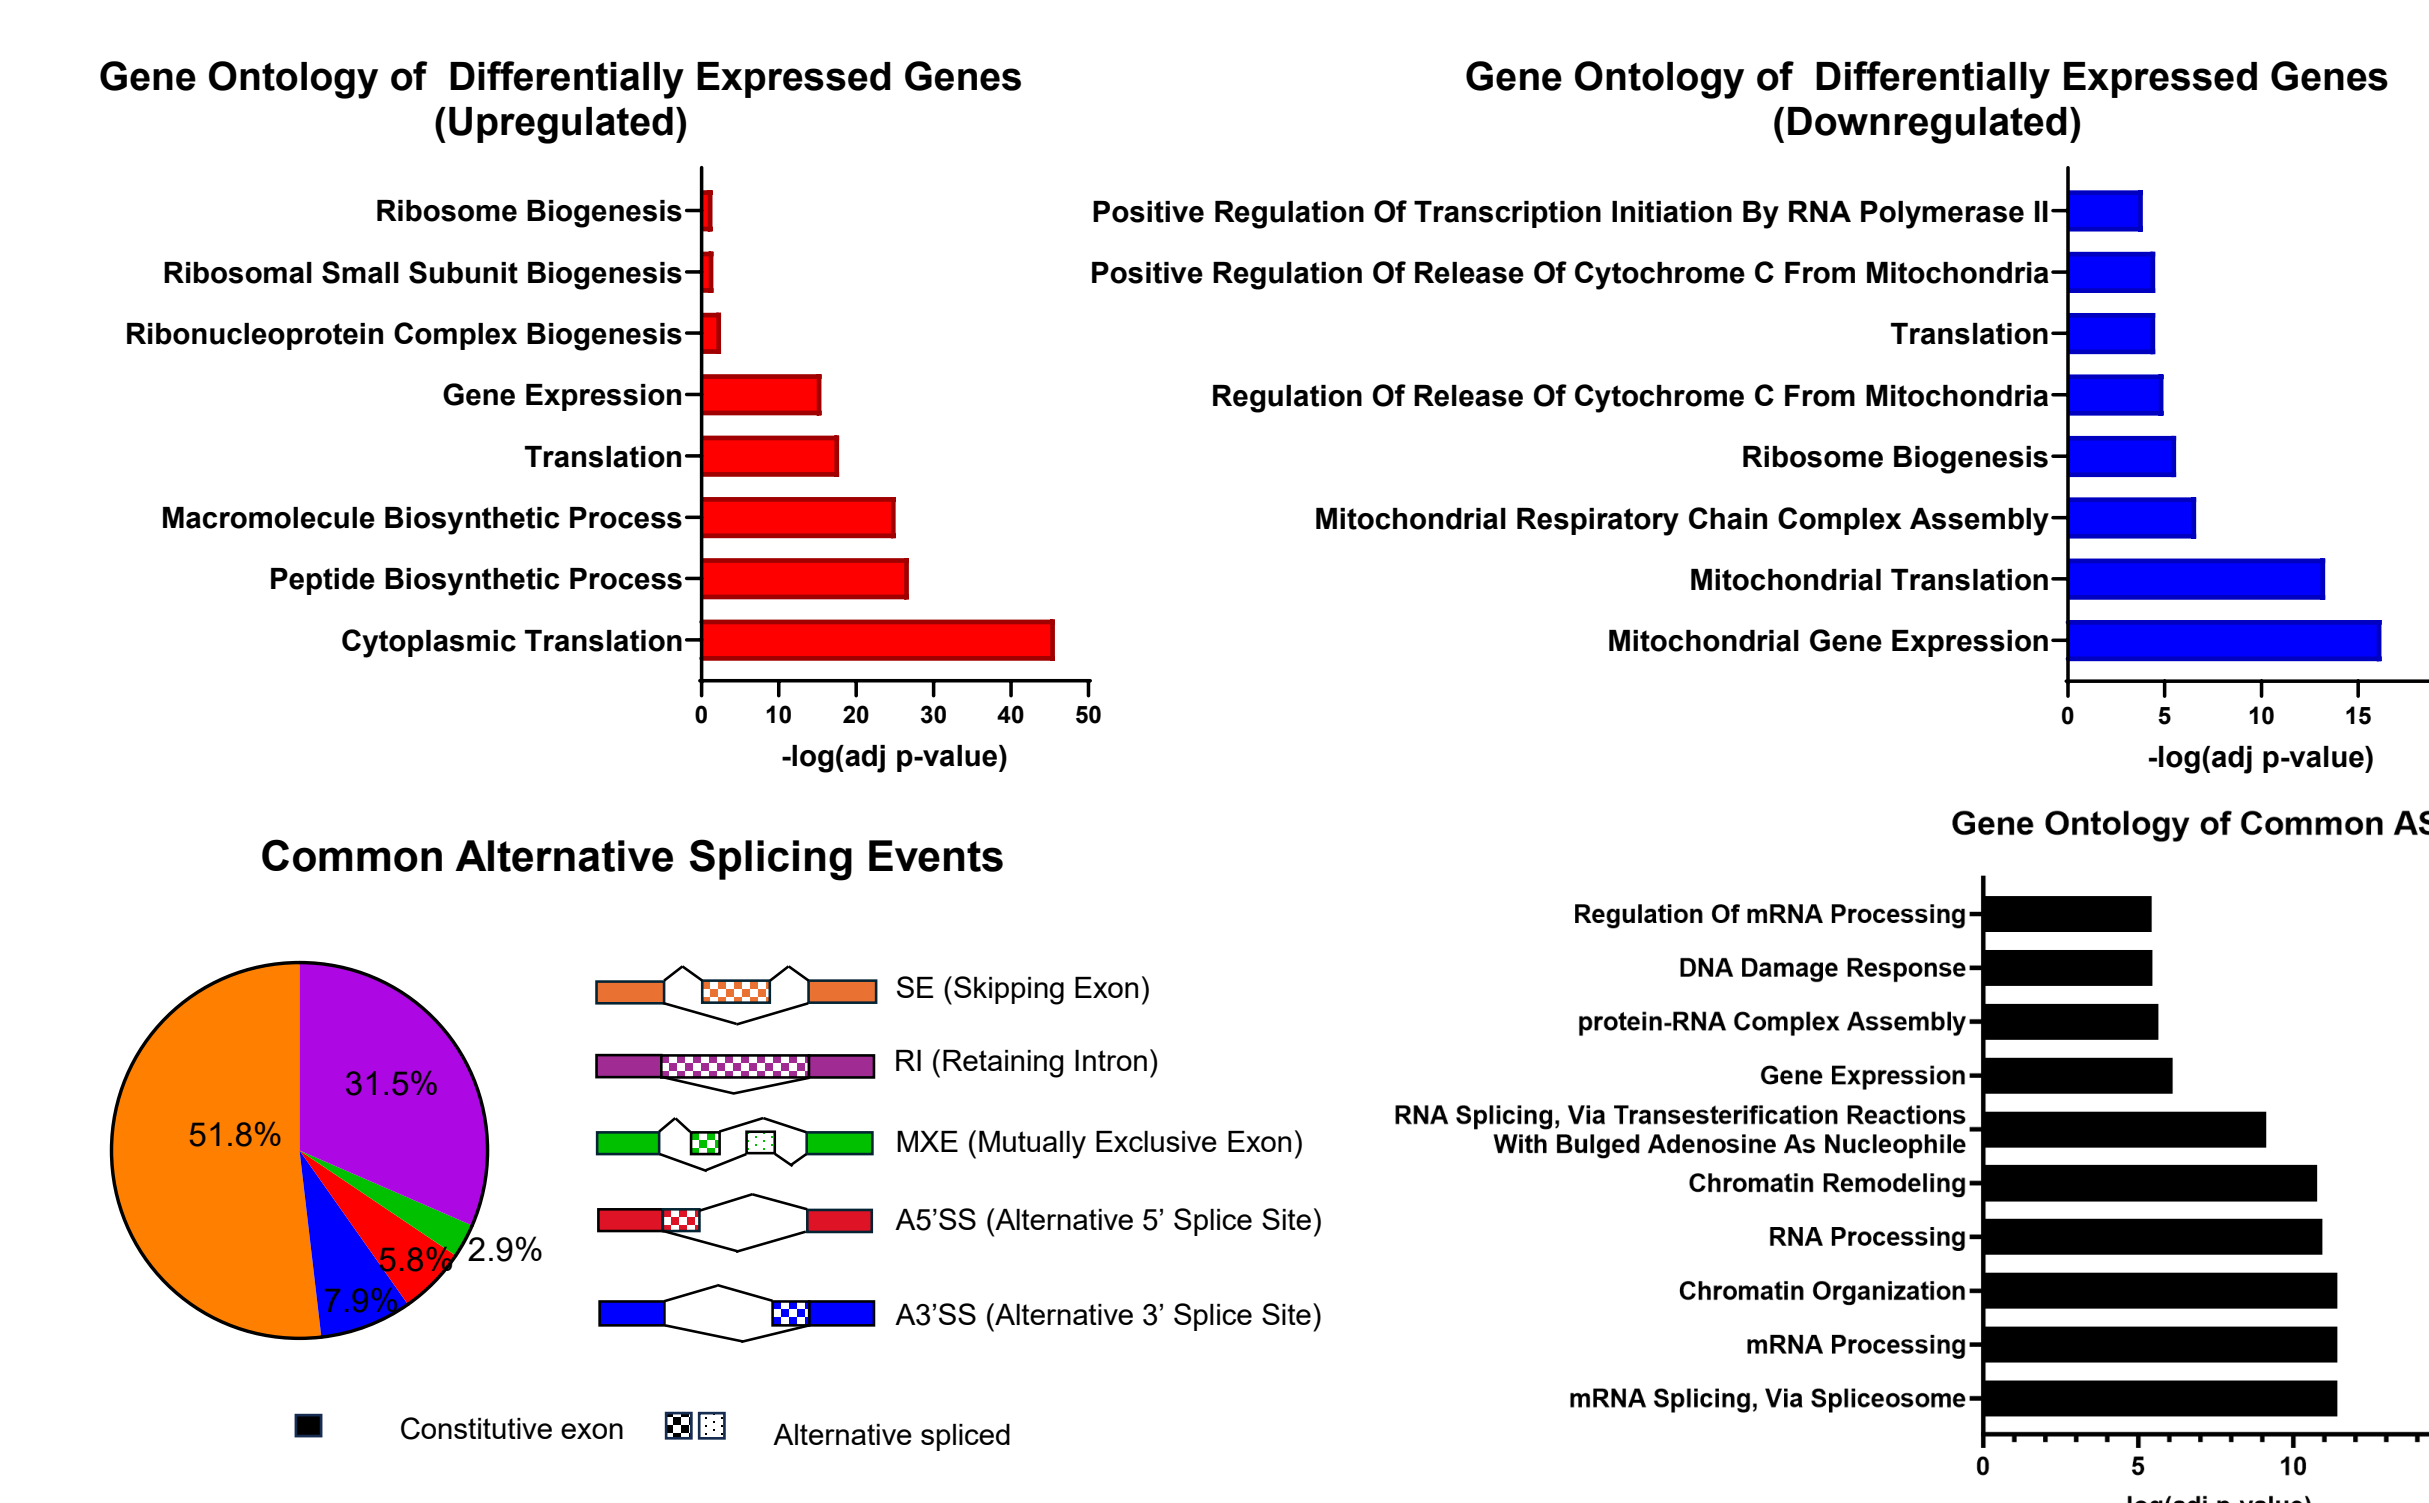 Gene Ontology of  Differentially Expressed Genes
(Upregulated)
Ribosome Biogenesis
Ribosomal Small Subunit Biogenesis
Ribonucleoprotein Complex Biogenesis
Gene Expression
Translation
Macromolecule Biosynthetic Process
Peptide Biosynthetic Process
Cytoplasmic Translation
0 10 20 30 40 50
-log(adj p-value)
Gene Ontology of  Differentially Expressed Genes
(Downregulated)
Positive Regulation Of Transcription Initiation By RNA Polymerase II
Positive Regulation Of Release Of Cytochrome C From Mitochondria
Translation
Regulation Of Release Of Cytochrome C From Mitochondria
Ribosome Biogenesis
Mitochondrial Respiratory Chain Complex Assembly
Mitochondrial Translation
Mitochondrial Gene Expression
0 5 10 15
-log(adj p-value)
Common Alternative Splicing Events
31.5%
51.8%
2.9%
5.8%
7.9%
SE (Skipping Exon)
RI (Retaining Intron)
MXE (Mutually Exclusive Exon)
A5’SS (Alternative 5’ Splice Site)
A3’SS (Alternative 3’ Splice Site)
Constitutive exon
Alternative spliced
Gene Ontology of Common AS
Regulation Of mRNA Processing
DNA Damage Response
protein-RNA Complex Assembly
Gene Expression
RNA Splicing, Via Transesterification Reactions
With Bulged Adenosine As Nucleophile
Chromatin Remodeling
RNA Processing
Chromatin Organization
mRNA Processing
mRNA Splicing, Via Spliceosome
0 5 10